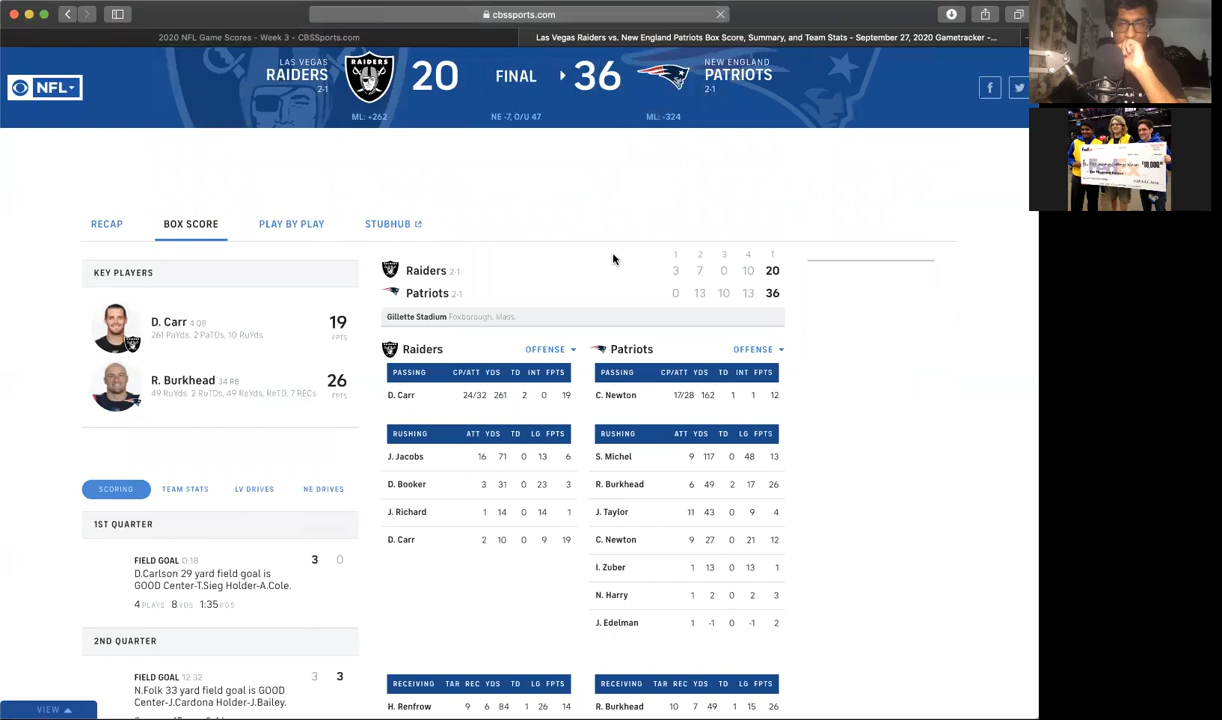 cbssports.com
2020 NFL Game Scores - Week 3 - CBSSports.com
Las Vegas Raiders vs. New England Patriots Box Score, Summary, and Team Stats - September 27, 2020 Gametracker -...
NFL
LAS VEGAS
RAIDERS
2-1
RAIDERS
20
FINAL
36
NEW ENGLAND
PATRIOTS
2-1
ML: +262
NE -7, O/U 47
ML: -324
FedEx
$10,000
RECAP
BOX SCORE
PLAY BY PLAY
STUBHUB
KEY PLAYERS
D. Carr 4 QB
261 PaYds, 2 PaTDs, 10 RuYds
19
FPTS
R. Burkhead 34 RB
49 RuYds, 2 RuTDs, 49 ReYds, ReTD, 7 RECs
26
FPTS
SCORING TEAM STATS LV DRIVES NE DRIVES
1ST QUARTER
FIELD GOAL 0:18 3 0
D.Carlson 29 yard field goal is
GOOD Center-T.Sieg Holder-A.Cole.
4 PLAYS 8 YDS 1:35 POS
2ND QUARTER
FIELD GOAL 12:32 3 3
N.Folk 33 yard field goal is GOOD
Center-J.Cardona Holder-J.Bailey.
VIEW
1 2 3 4 T
Raiders 2-1 3 7 0 10 20
Patriots 2-1 0 13 10 13 36
Gillette Stadium Foxborough, Mass.
Raiders OFFENSE
PASSING CP/ATT YDS TD INT FPTS
D. Carr 24/32 261 2 0 19
RUSHING ATT YDS TD LG FPTS
J. Jacobs 16 71 0 13 6
D. Booker 3 31 0 23 3
J. Richard 1 14 0 14 1
D. Carr 2 10 0 9 19
RECEIVING TAR REC YDS TD LG FPTS
H. Renfrow 9 6 84 1 26 14
Patriots OFFENSE
PASSING CP/ATT YDS TD INT FPTS
C. Newton 17/28 162 1 1 12
RUSHING ATT YDS TD LG FPTS
S. Michel 9 117 0 48 13
R. Burkhead 6 49 2 17 26
J. Taylor 11 43 0 9 4
C. Newton 9 27 0 21 12
I. Zuber 1 13 0 13 1
N. Harry 1 2 0 2 3
J. Edelman 1 -1 0 -1 2
RECEIVING TAR REC YDS TD LG FPTS
R. Burkhead 10 7 49 1 15 26